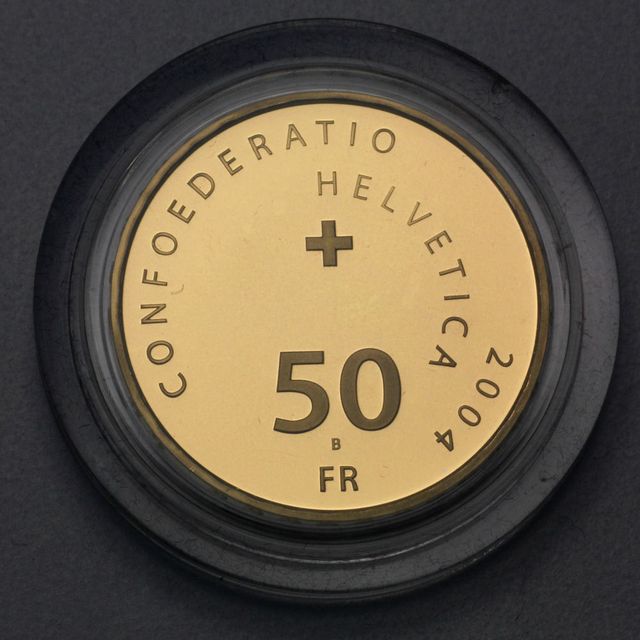 CONFOEDERATIO
HELVETICA
2004
50
B
FR